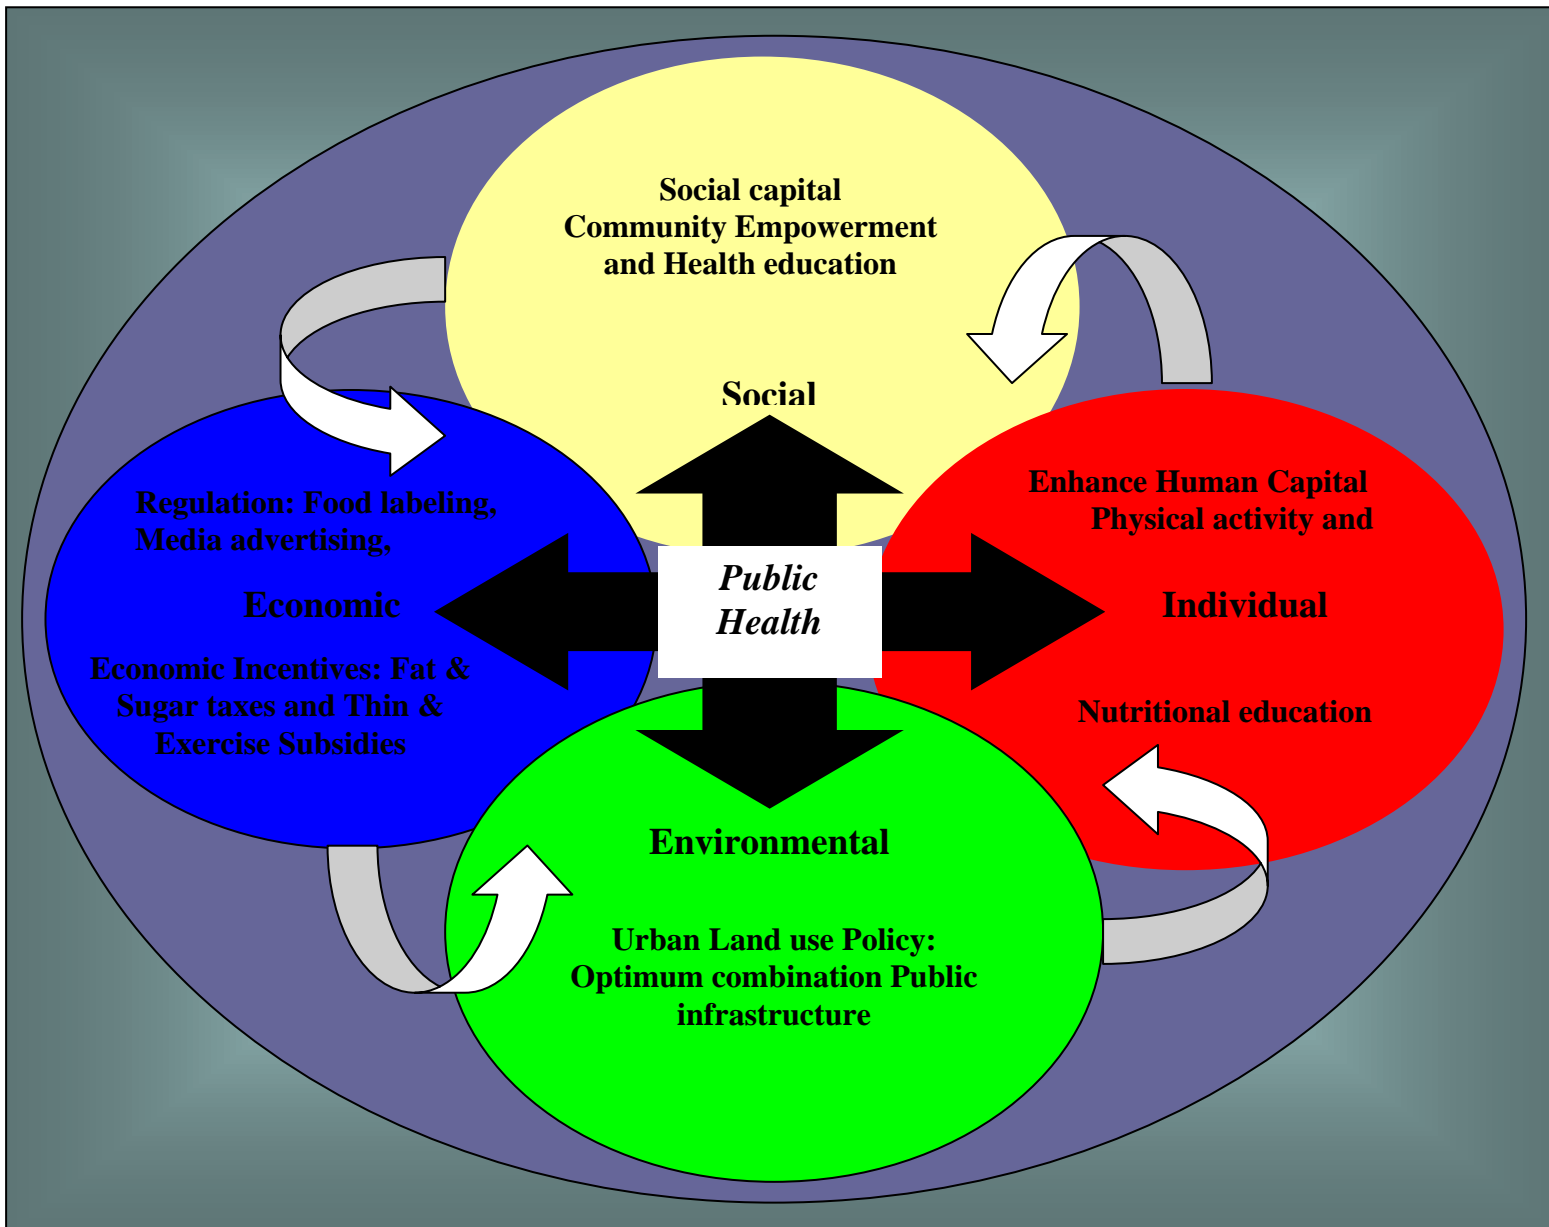 Social capital
Community Empowerment
and Health education
Social
Regulation: Food labeling,
Media advertising,
Economic
Economic Incentives: Fat &
Sugar taxes and Thin &
Exercise Subsidies
Public
Health
Enhance Human Capital
Physical activity and
Individual
Nutritional education
Environmental
Urban Land use Policy:
Optimum combination Public
infrastructure